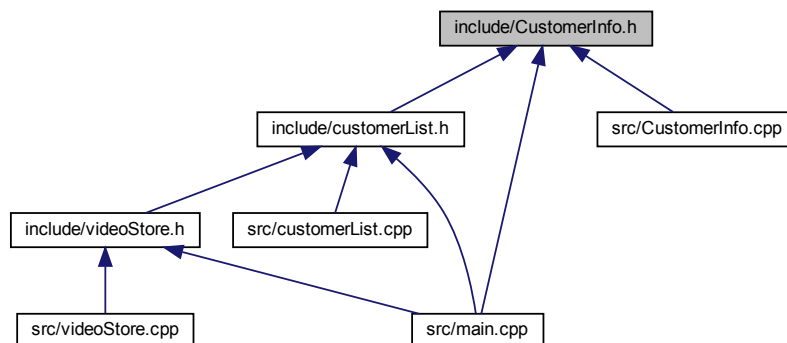 include/CustomerInfo.h
include/customerList.h
src/CustomerInfo.cpp
include/videoStore.h
src/customerList.cpp
src/videoStore.cpp
src/main.cpp